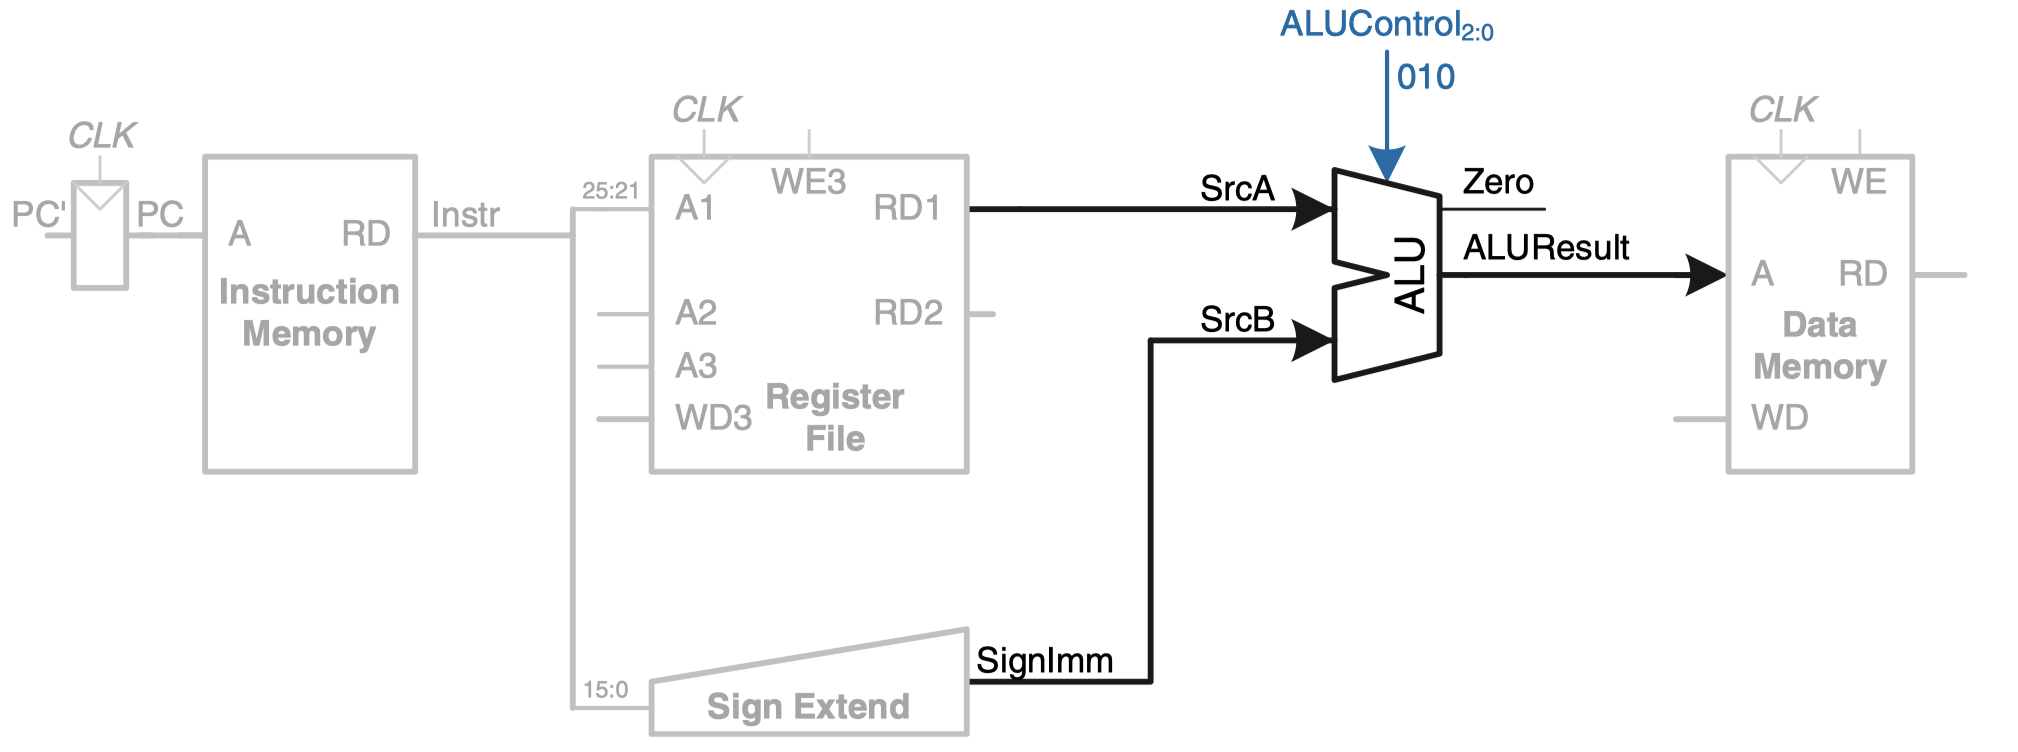 ALUControl2:0
010
CLK
CLK
CLK
PC'
PC
A
RD
Instruction
Memory
Instr
25:21
A1
WE3
RD1
A2
RD2
A3
WD3
Register
File
SrcA
SrcB
ALU
Zero
ALUResult
WE
A
RD
Data
Memory
WD
15:0
Sign Extend
SignImm